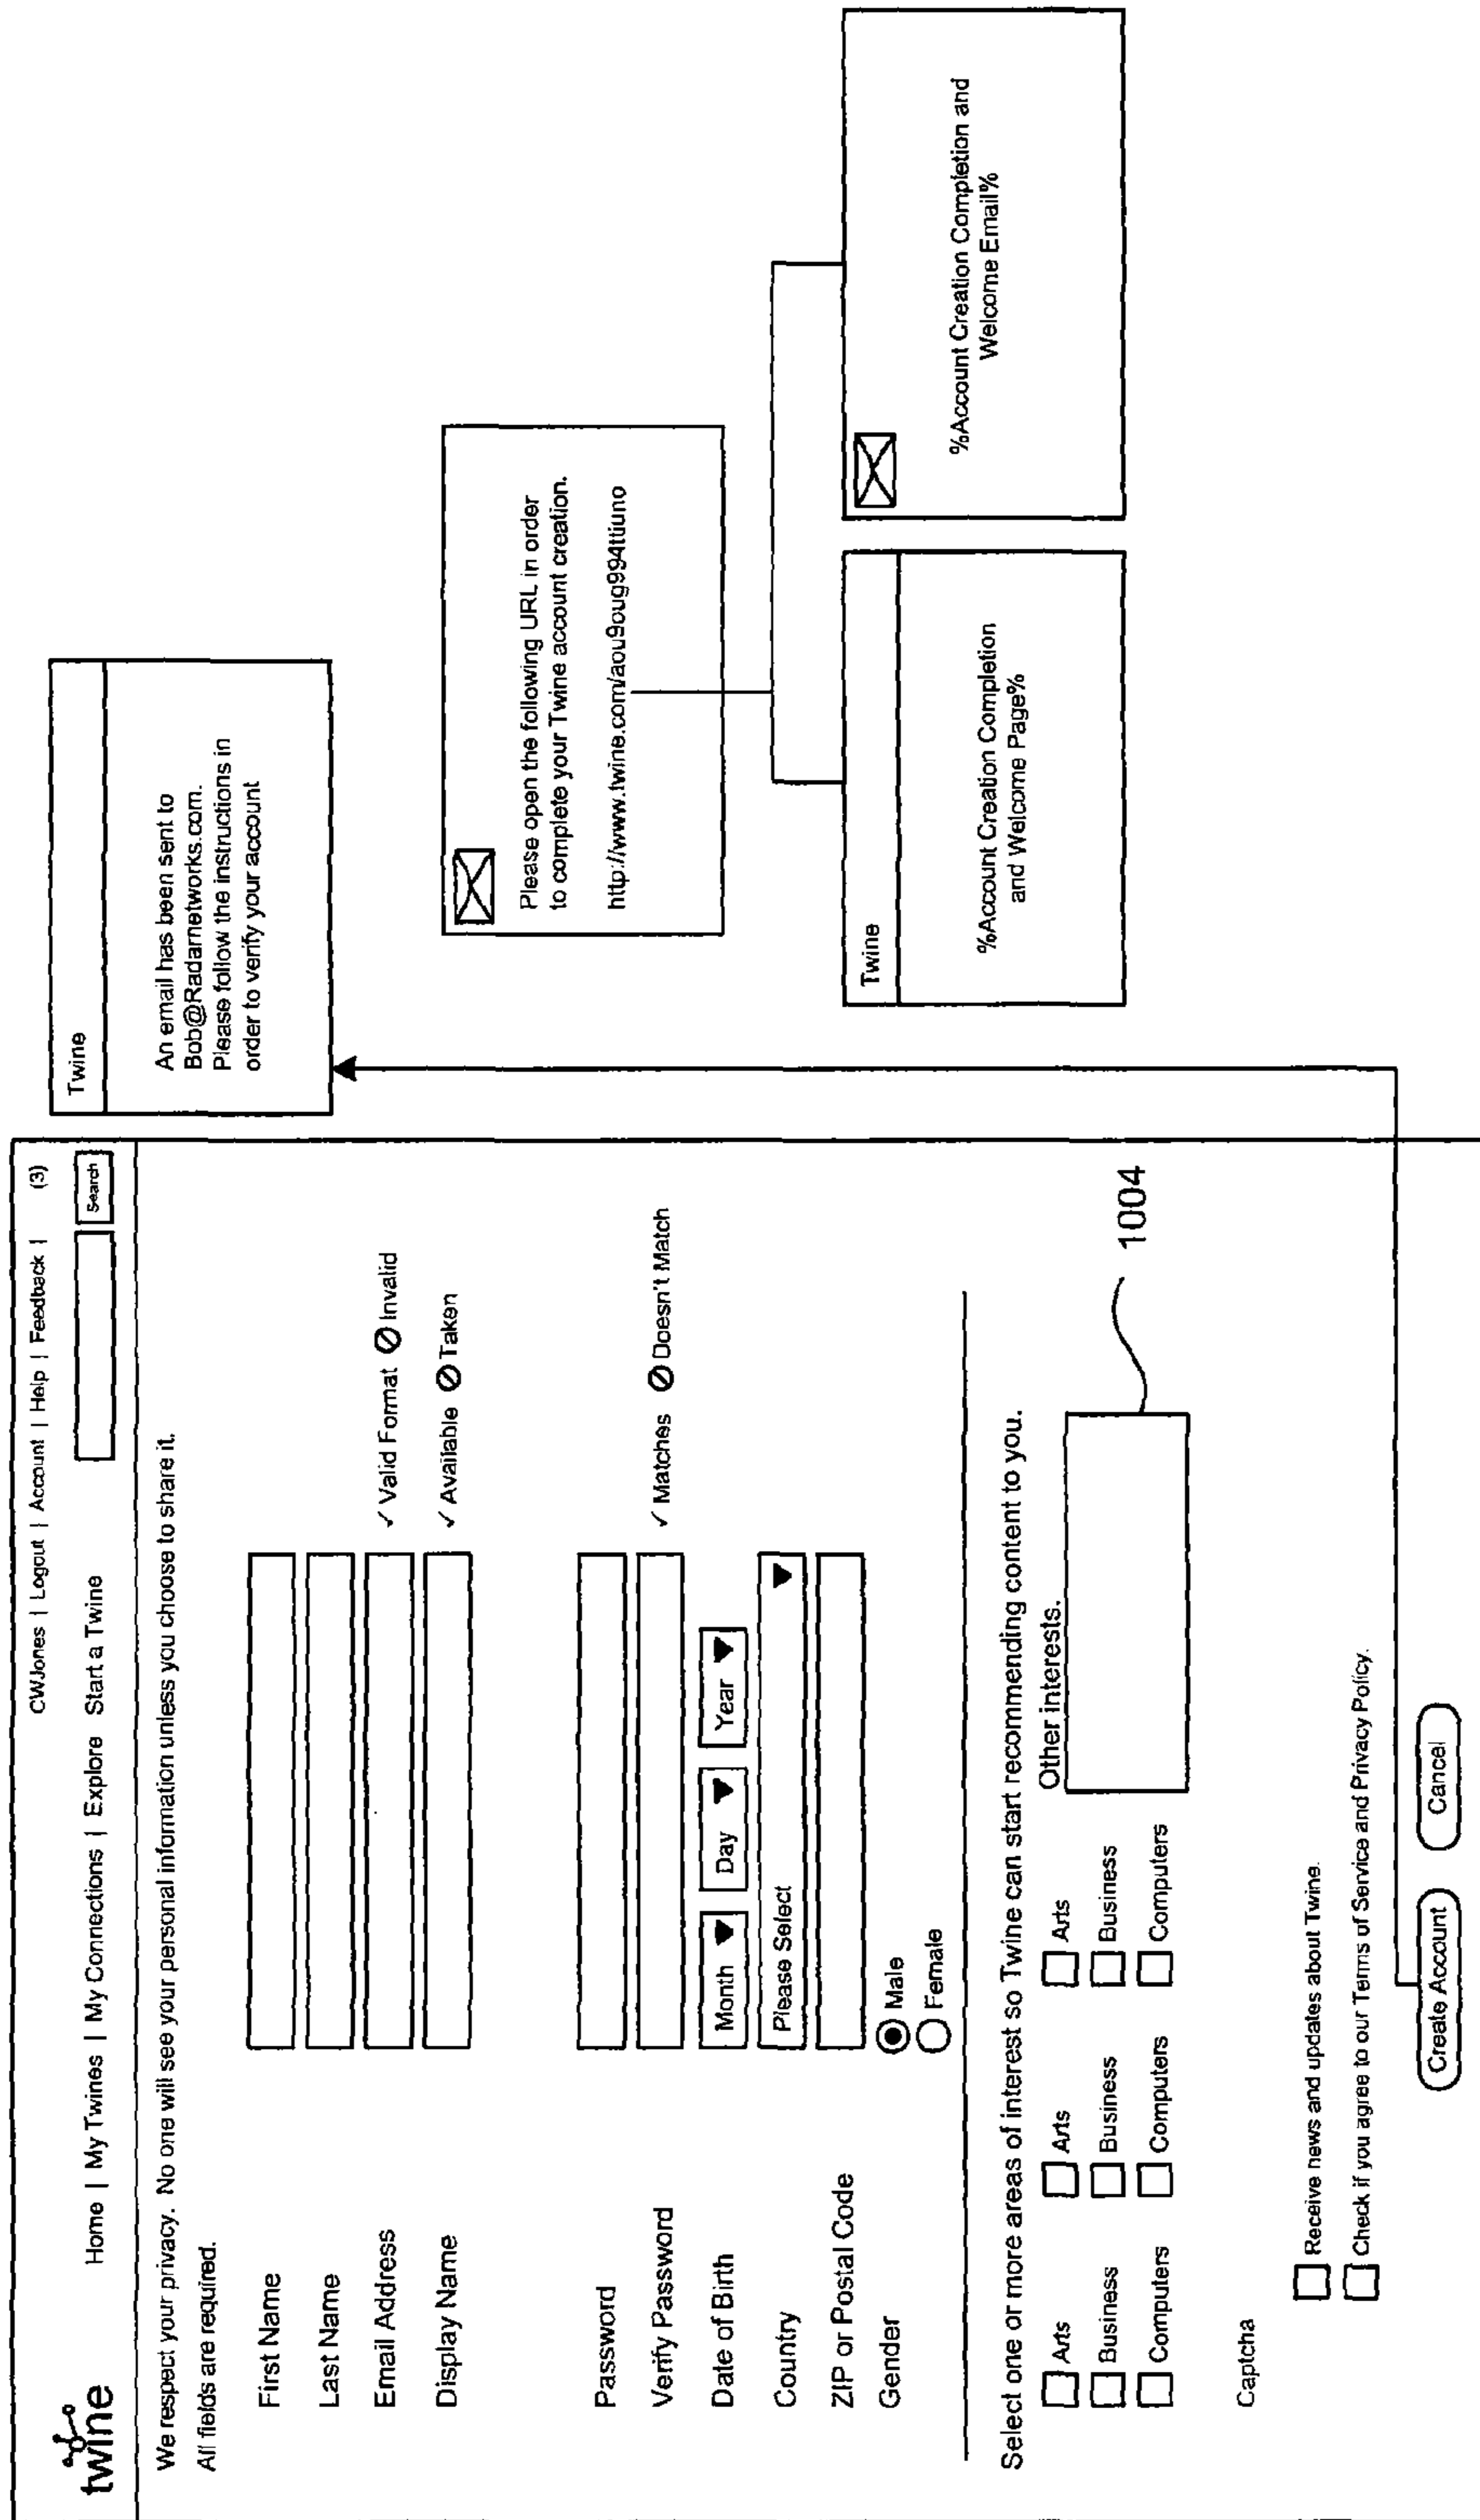 CWJones | Logout | Account | Help | Feedback | (3)
twine
Home | My Twines | My Connections | Explore Start a Twine
Search
We respect your privacy. No one will see your personal information unless you choose to share it.
All fields are required.
First Name
Last Name
Email Address
✓ Valid Format ⊘ Invalid
Display Name
✓ Available ⊘ Taken
Password
Verify Password
✓ Matches ⊘ Doesn't Match
Date of Birth
Month Day Year
Country
Please Select
ZIP or Postal Code
Gender
Male
Female
Select one or more areas of interest so Twine can start recommending content to you.
Other interests.
Arts Arts Arts
Business Business Business
Computers Computers Computers
1004
Captcha
Receive news and updates about Twine.
Check if you agree to our Terms of Service and Privacy Policy.
Create Account Cancel
Twine
An email has been sent to
Bob@Radarnetworks.com.
Please follow the instructions in
order to verify your account
Please open the following URL in order
to complete your Twine account creation.
http://www.twine.com/aou9oug994ttiuno
Twine
%Account Creation Completion
and Welcome Page%
%Account Creation Completion and
Welcome Email%